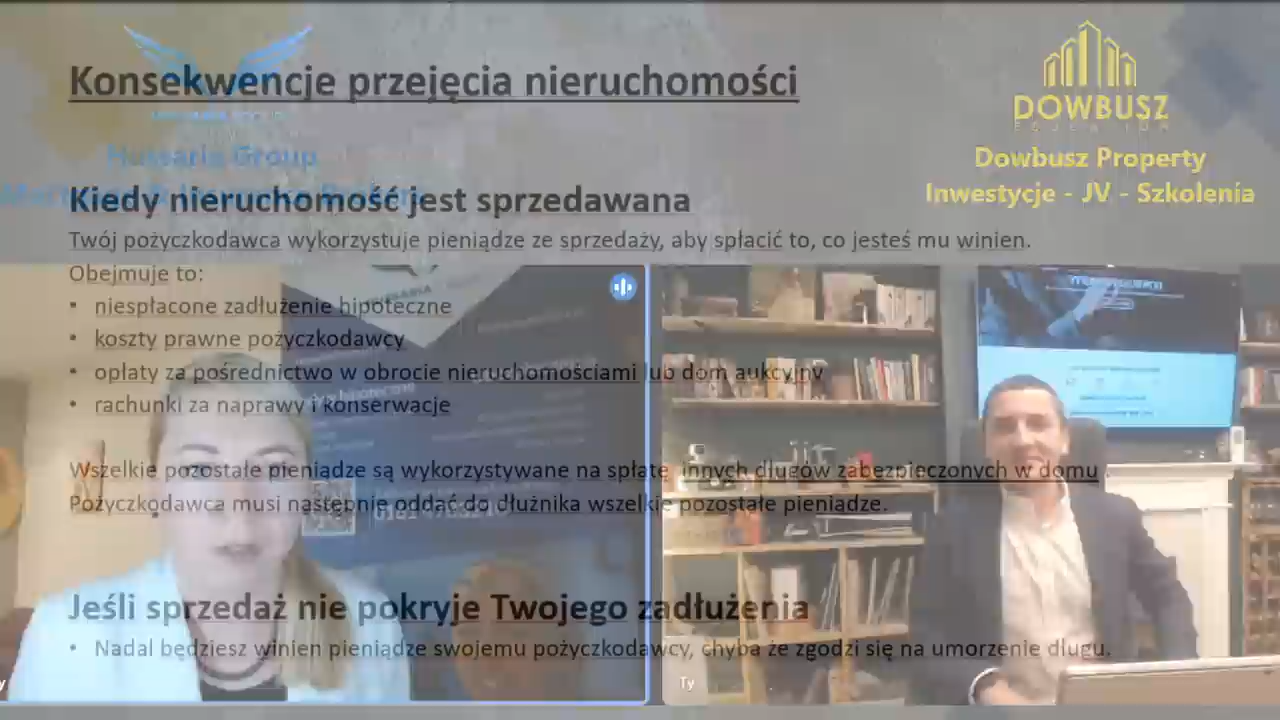 Konsekwencje przejęcia nieruchomości
DOWBUSZ
Hussaria Group
Dowbusz Property
Inwestycje - JV - Szkolenia
Kiedy nieruchomość jest sprzedawana
Twój pożyczkodawca wykorzystuje pieniądze ze sprzedaży, aby spłacić to, co jesteś mu winien.
Obejmuje to:
• niespłacone zadłużenie hipoteczne
• koszty prawne pożyczkodawcy
• opłaty za pośrednictwo w obrocie nieruchomościami lub dom aukcyjny
• rachunki za naprawy i konserwacje
Wszelkie pozostałe pieniądze są wykorzystywane na spłatę innych długów zabezpieczonych w domu
Pożyczkodawca musi następnie oddać do dłużnika wszelkie pozostałe pieniądze.
Jeśli sprzedaż nie pokryje Twojego zadłużenia
• Nadal będziesz winien pieniądze swojemu pożyczkodawcy, chyba że zgodzi się na umorzenie długu.
Ty